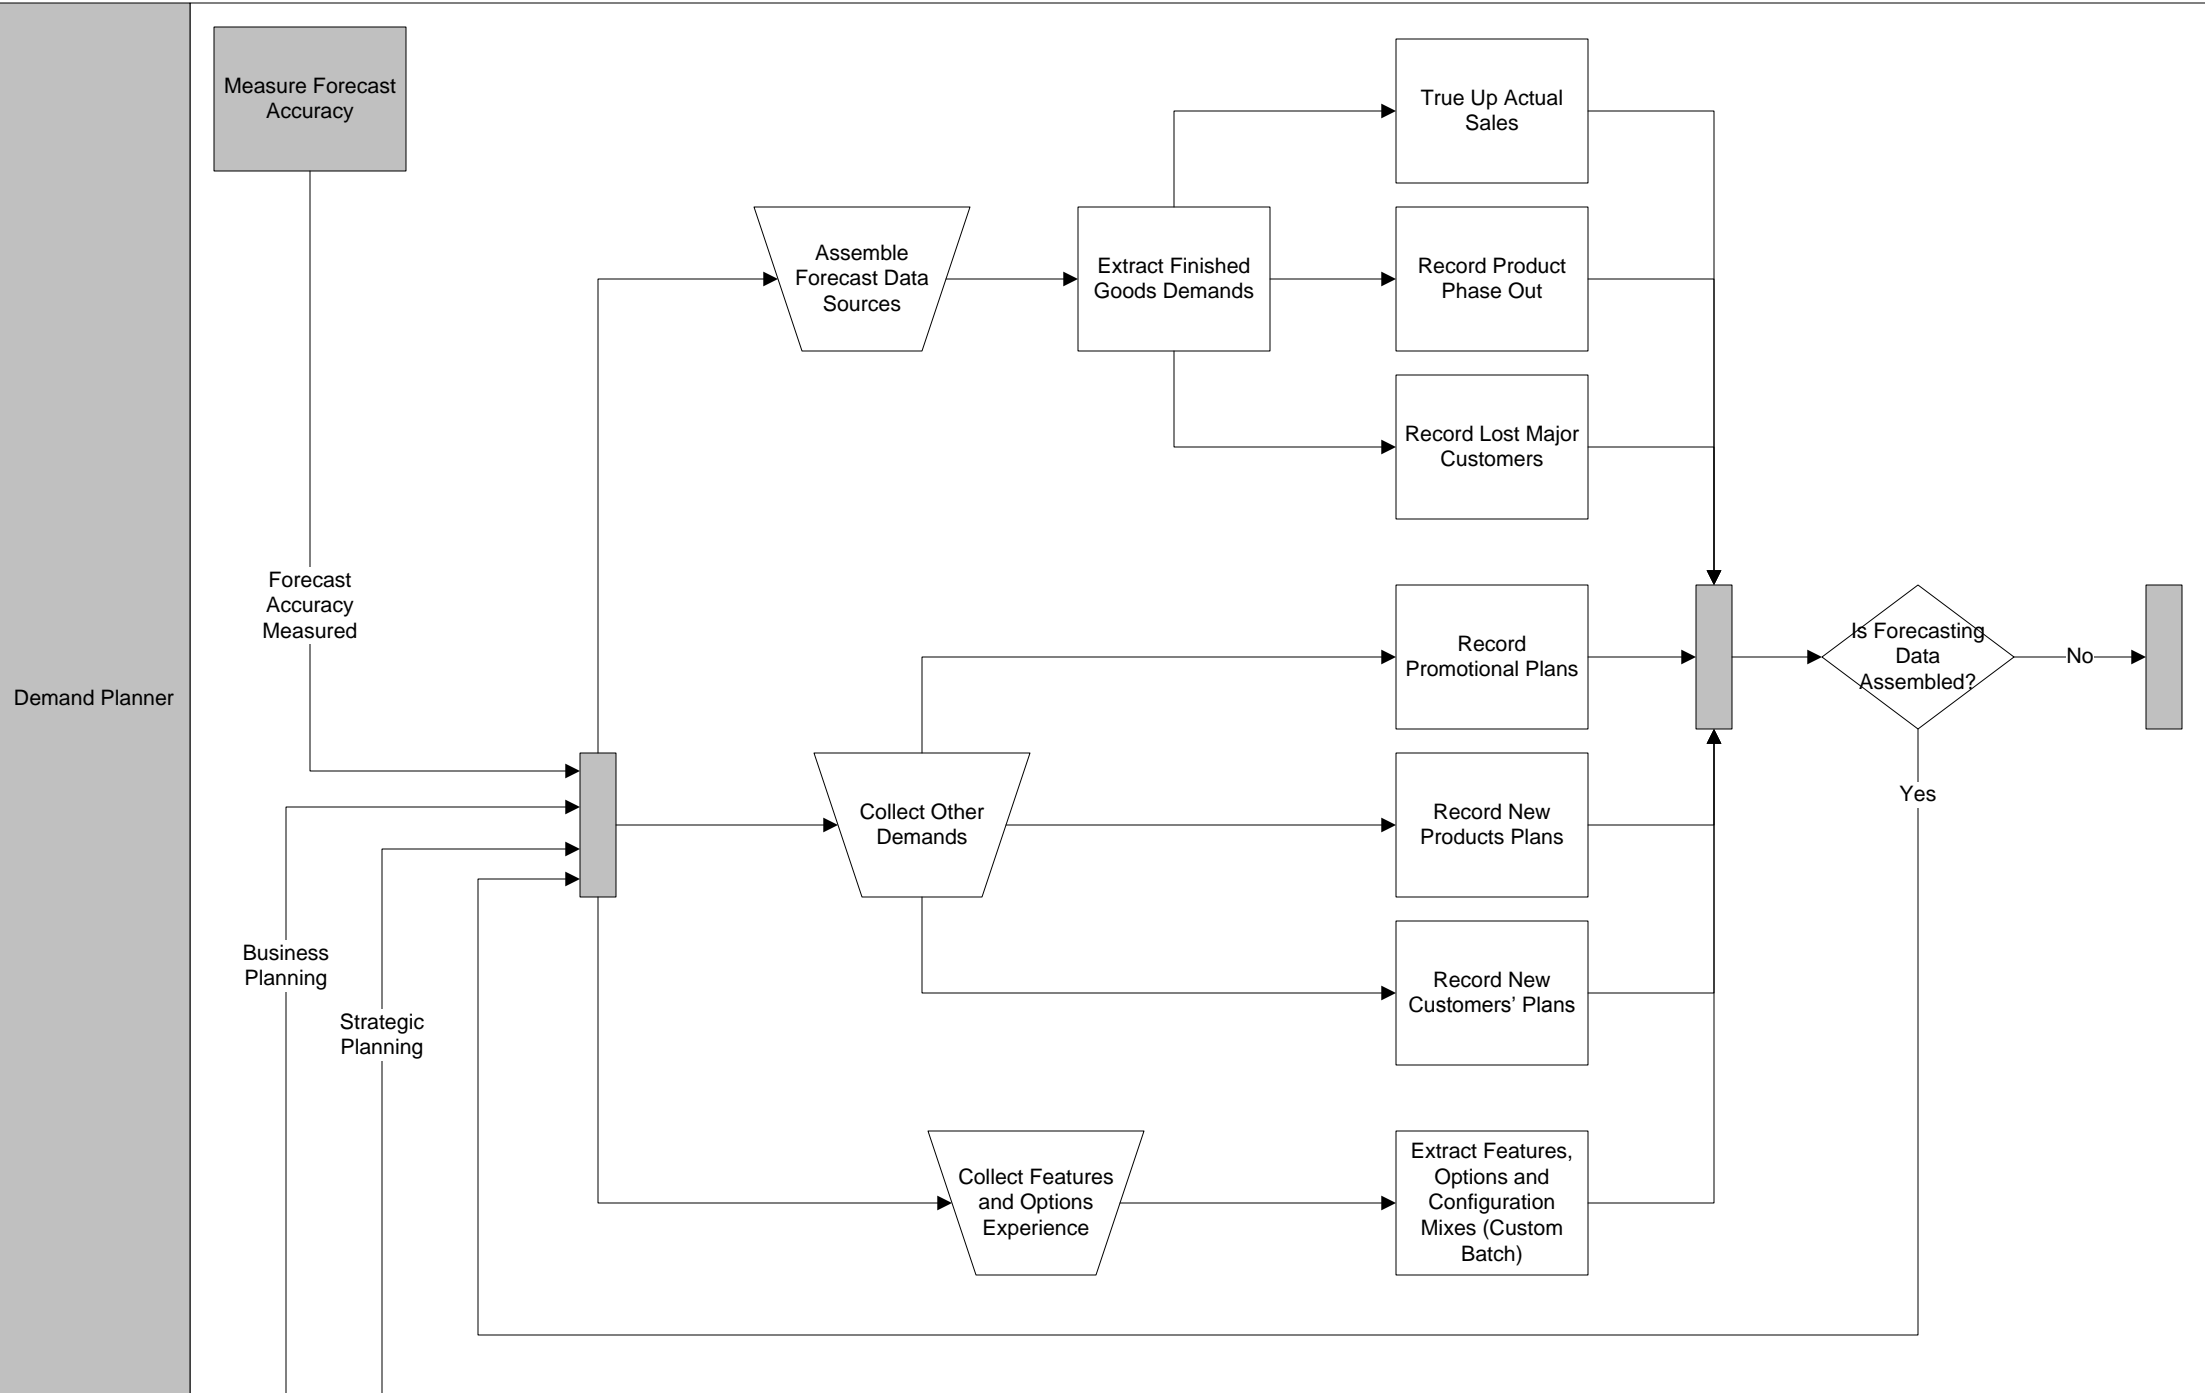 Measure Forecast
Accuracy
True Up Actual
Sales
Assemble
Forecast Data
Sources
Extract Finished
Goods Demands
Record Product
Phase Out
Record Lost Major
Customers
Forecast
Accuracy
Measured
Demand Planner
Record
Promotional Plans
Is Forecasting
Data
Assembled?
No
Yes
Collect Other
Demands
Record New
Products Plans
Business
Planning
Strategic
Planning
Record New
Customers’ Plans
Collect Features
and Options
Experience
Extract Features,
Options and
Configuration
Mixes (Custom
Batch)